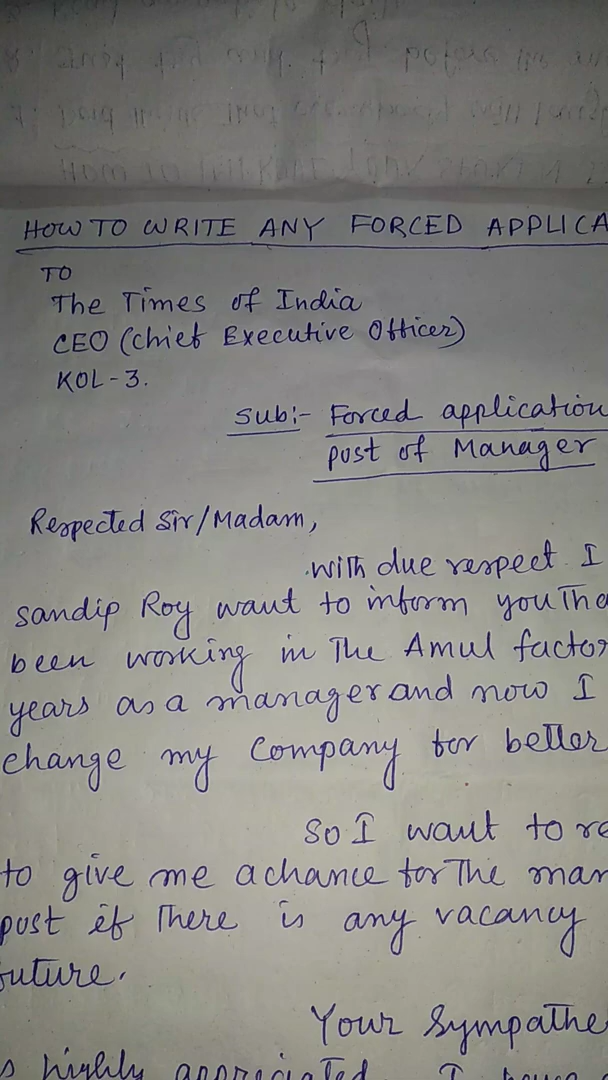 HOW TO WRITE ANY FORCED APPLICA
TO
The Times of India
CEO (Chief Executive Officer)
KOL-3.
Sub:- Forced application
post of Manager
Respected Sir/Madam,
with due respect I
Sandip Roy want to inform you Tha
been working in The Amul factor
years as a manager and now I
change my Company for better
So I want to re
to give me a chance for The man
post if There is any vacancy
future.
Your Sympathe
s highly appreciated. I